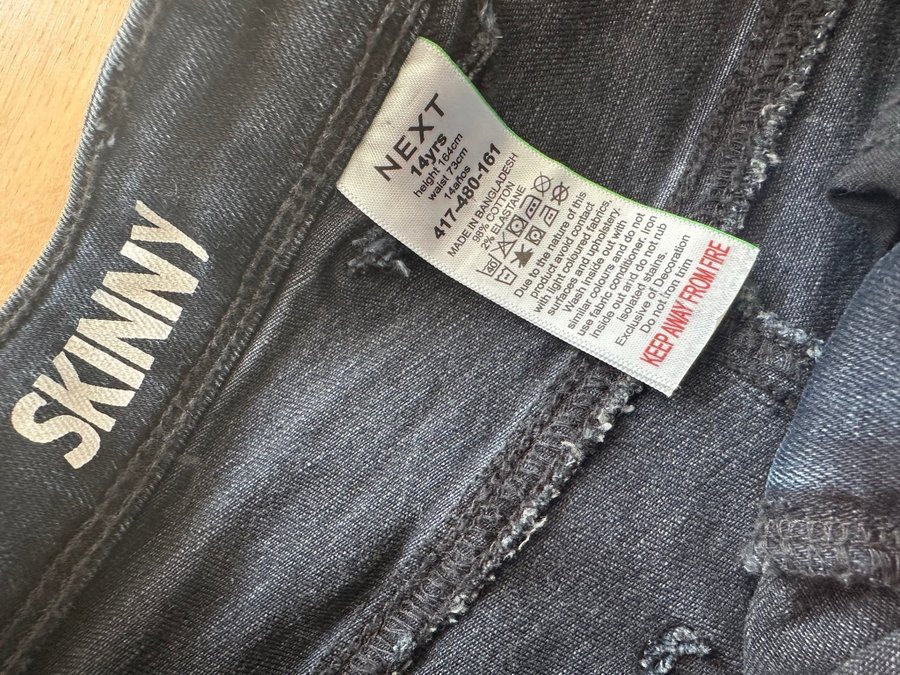 SKINNY
NEXT
14yrs
height 164cm
waist 73cm
14años
417-480-161
MADE IN BANGLADESH
98% COTTON
2% ELASTANE
Due to the nature of this
product avoid contact
with light coloured fabrics,
surfaces and upholstery.
Wash inside out with
similar colours and do not
use fabric conditioner. Iron
inside out and do not rub
isolated stains.
Exclusive of Decoration
Do not iron trim
KEEP AWAY FROM FIRE